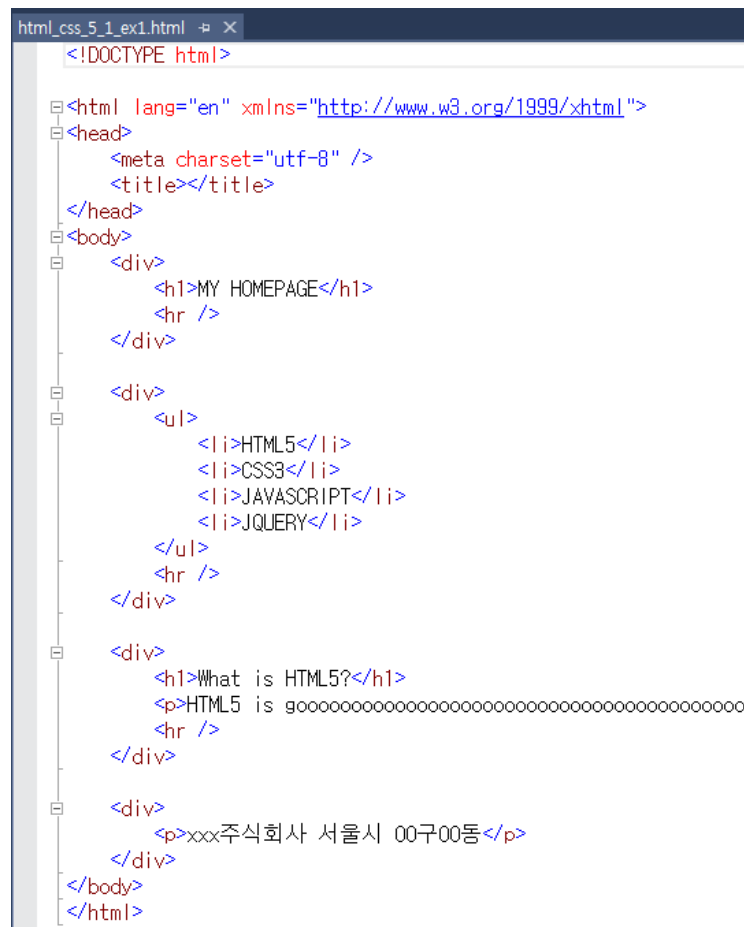 html_css_5_1_ex1.html
<!DOCTYPE html>
<html lang="en" xmlns="http://www.w3.org/1999/xhtml">
<head>
<meta charset="utf-8" />
<title></title>
</head>
<body>
<div>
<h1>MY HOMEPAGE</h1>
<hr />
</div>
<div>
<ul>
<li>HTML5</li>
<li>CSS3</li>
<li>JAVASCRIPT</li>
<li>JQUERY</li>
</ul>
<hr />
</div>
<div>
<h1>What is HTML5?</h1>
<p>HTML5 is goooooooooooooooooooooooooooooooooooooooooo
<hr />
</div>
<div>
<p>xxx주식회사 서울시 00구00동</p>
</div>
</body>
</html>